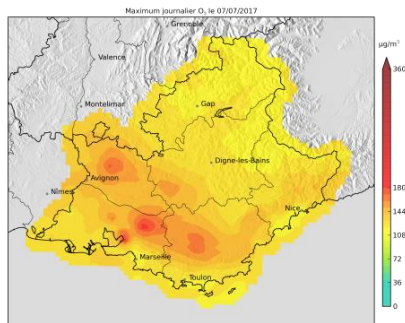 Maximum journalier O₃ le 07/07/2017
Grenoble
µg/m³
Valence
360
Montelimar
Gap
Digne-les-Bains
180
Avignon
Nîmes
144
Nice
108
Marseille
72
Toulon
36
0